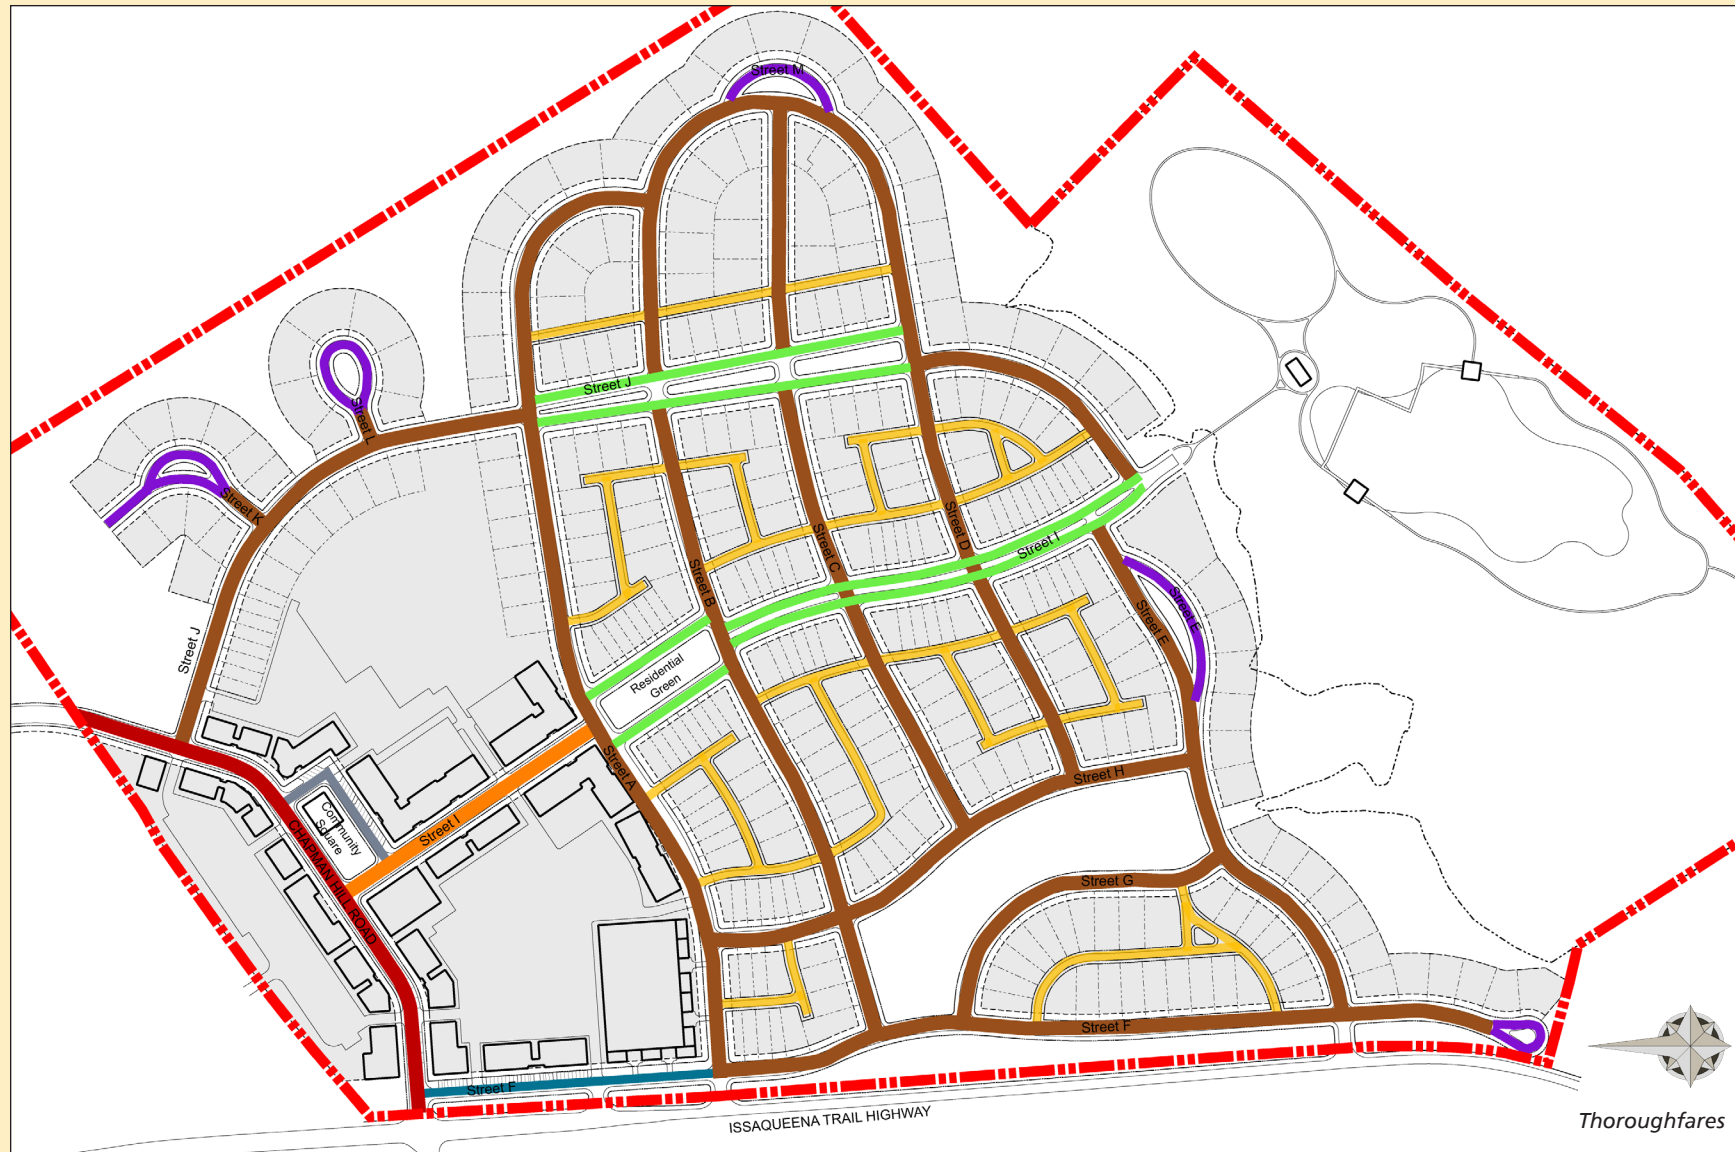 Street M
Street J
Street L
Street K
Street D
Street C
Street I
Street B
Street E
Street E
Street J
Residential
Green
Street A
Street H
Community
Square
Street I
CHAPMAN HILL ROAD
Street G
Street F
Street F
ISSAQUEENA TRAIL HIGHWAY
Thoroughfares